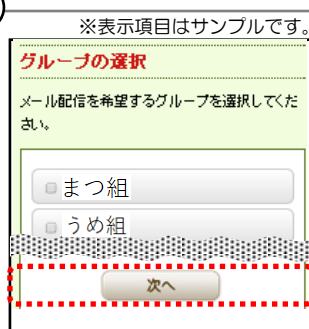 ※表示項目はサンプルです。
グループの選択
メール配信を希望するグループを選択してくだ
さい。
まつ組
うめ組
次へ